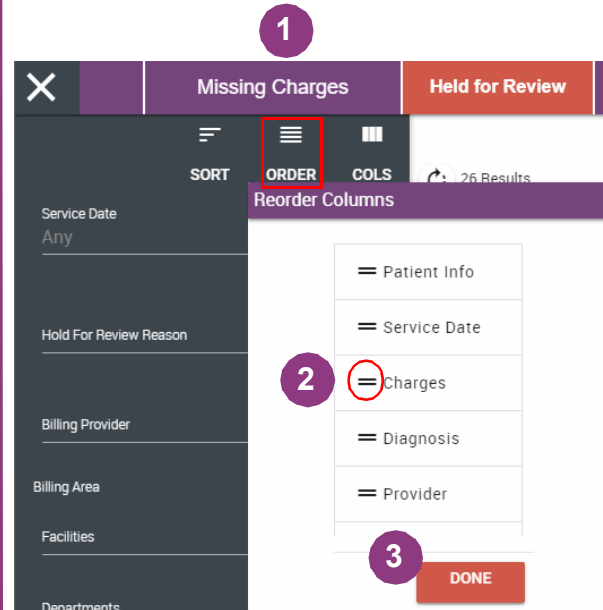 1
Missing Charges
Held for Review
SORT
ORDER
COLS
26 Results
Reorder Columns
Service Date
Any
Hold For Review Reason
Billing Provider
Billing Area
Facilities
Departments
Patient Info
Service Date
2
Charges
Diagnosis
Provider
3
DONE